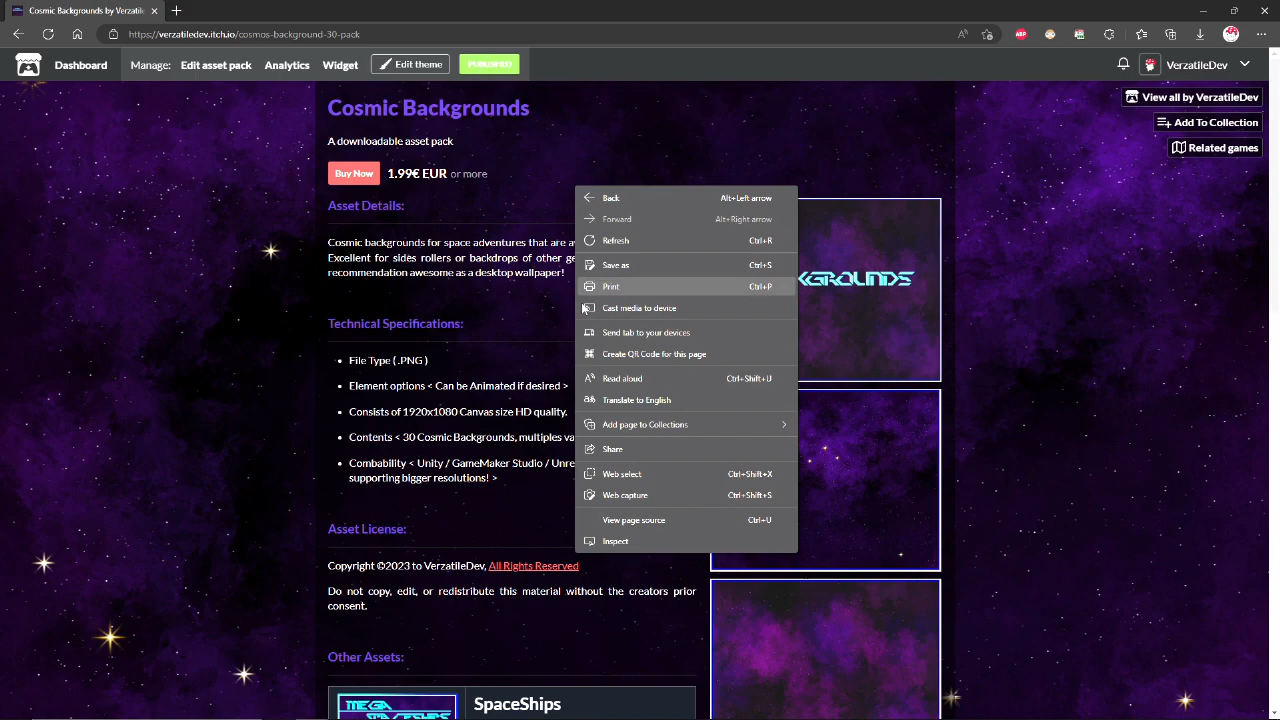 Cosmic Backgrounds by Verzatile
https://verzatiledev.itch.io/cosmos-background-30-pack
Dashboard
Manage: Edit asset pack Analytics Widget Edit theme PUBLISHED
VerzatileDev
View all by VerzatileDev
Add To Collection
Related games
Cosmic Backgrounds
A downloadable asset pack
Buy Now 1.99€ EUR or more
Asset Details:
Cosmic backgrounds for space adventures that are
Excellent for sides rollers or backdrops of other
recommendation awesome as a desktop wallpaper!
Technical Specifications:
• File Type ( .PNG )
• Element options < Can be Animated if desired >
• Consists of 1920x1080 Canvas size HD quality.
• Contents < 30 Cosmic Backgrounds, multiples
• Combability < Unity / GameMaker Studio /
supporting bigger resolutions! >
Asset License:
Copyright ©2023 to VerzatileDev, All Rights Reserved
Do not copy, edit, or redistribute this material without the creators prior
consent.
Other Assets:
MEGA
SPACESHIPS
SpaceShips
Back Alt+Left arrow
Forward Alt+Right arrow
Refresh Ctrl+R
Save as Ctrl+S
Print Ctrl+P
Cast media to device
Send tab to your devices
Create QR Code for this page
Read aloud Ctrl+Shift+U
Translate to English
Add page to Collections
Share
Web select Ctrl+Shift+X
Web capture Ctrl+Shift+S
View page source Ctrl+U
Inspect
KGROUNDS
ABP